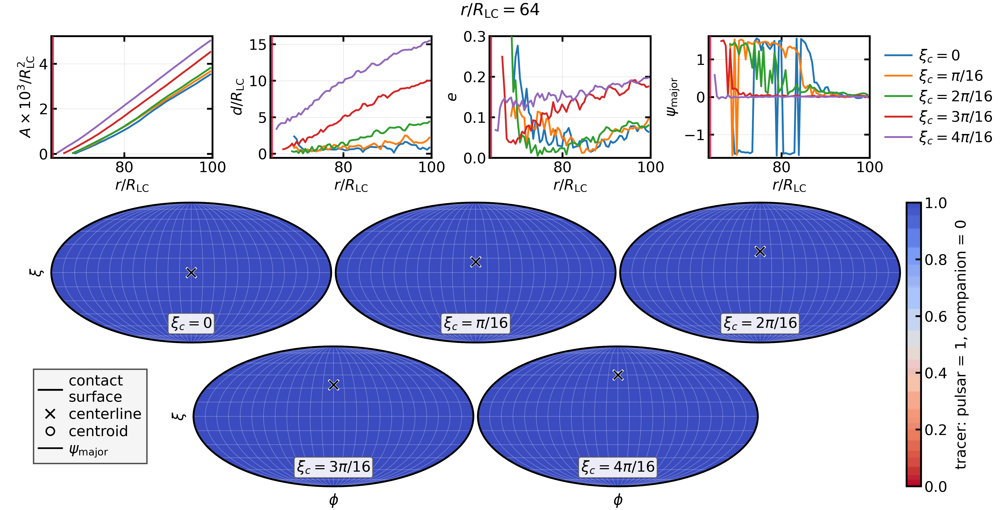 r/R_LC = 64
A × 10³/R²_LC
0
2
4
80
100
r/R_LC
d/R_LC
0
5
10
15
80
100
r/R_LC
e
0.0
0.1
0.2
0.3
80
100
r/R_LC
ψ_major
−1
0
1
80
100
r/R_LC
ξ_c = 0
ξ_c = π/16
ξ_c = 2π/16
ξ_c = 3π/16
ξ_c = 4π/16
ξ
ξ_c = 0
ξ_c = π/16
ξ_c = 2π/16
contact
surface
centerline
centroid
ψ_major
ξ
ξ_c = 3π/16
ϕ
ξ_c = 4π/16
ϕ
1.0
0.8
0.6
0.4
0.2
0.0
tracer: pulsar = 1, companion = 0